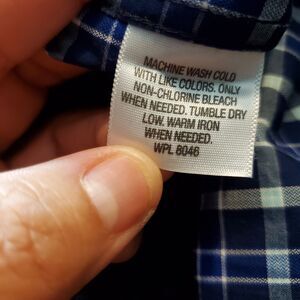 MACHINE WASH COLD
WITH LIKE COLORS. ONLY
NON-CHLORINE BLEACH
WHEN NEEDED. TUMBLE DRY
LOW. WARM IRON
WHEN NEEDED.
WPL 8046